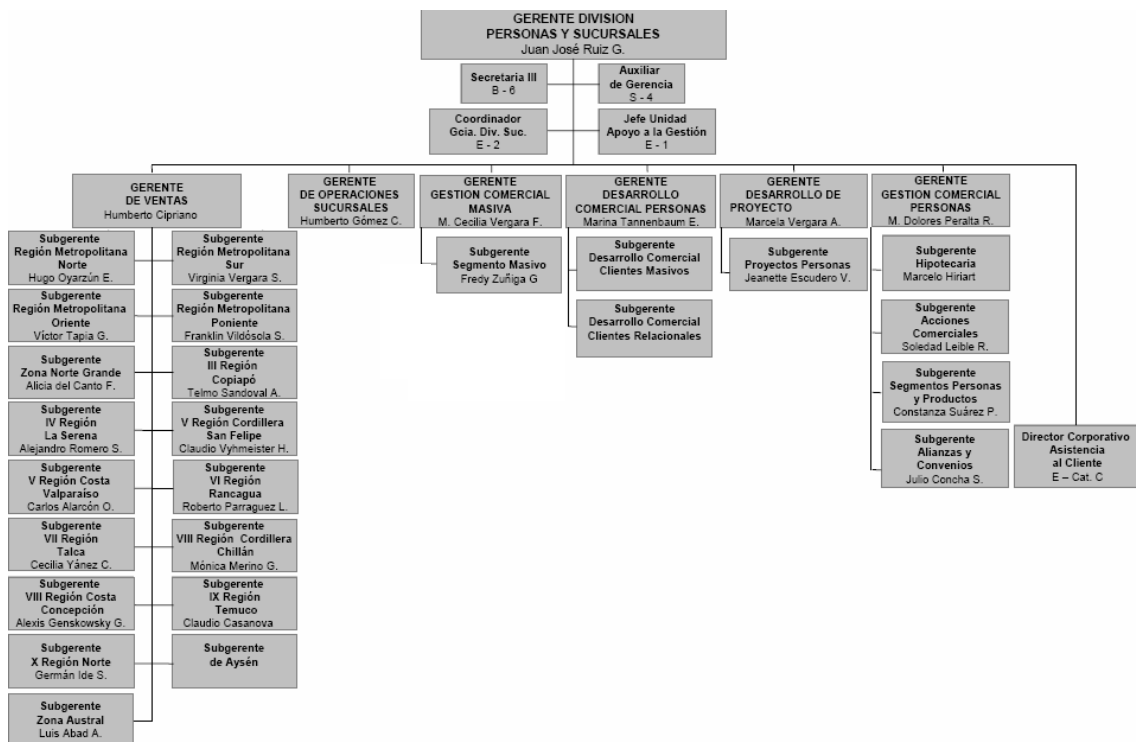 GERENTE DIVISION
PERSONAS Y SUCURSALES
Juan José Ruiz G.
Secretaria III
B - 6
Auxiliar
de Gerencia
S - 4
Coordinador
Gcia. Div. Suc.
E - 2
Jefe Unidad
Apoyo a la Gestión
E - 1
GERENTE
DE VENTAS
Humberto Cipriano
GERENTE
DE OPERACIONES
SUCURSALES
Humberto Gómez C.
GERENTE
GESTION COMERCIAL
MASIVA
M. Cecilia Vergara F.
GERENTE
DESARROLLO
COMERCIAL PERSONAS
Marina Tannenbaum E.
GERENTE
DESARROLLO DE
PROYECTO
Marcela Vergara A.
GERENTE
GESTION COMERCIAL
PERSONAS
M. Dolores Peralta R.
Subgerente
Región Metropolitana
Norte
Hugo Oyarzún E.
Subgerente
Región Metropolitana
Sur
Virginia Vergara S.
Subgerente
Región Metropolitana
Oriente
Víctor Tapia G.
Subgerente
Región Metropolitana
Poniente
Franklin Vildósola S.
Subgerente
Zona Norte Grande
Alicia del Canto F.
Subgerente
III Región
Copiapó
Telmo Sandoval A.
Subgerente
IV Región
La Serena
Alejandro Romero S.
Subgerente
V Región Cordillera
San Felipe
Claudio Vyhmeister H.
Subgerente
V Región Costa
Valparaíso
Carlos Alarcón O.
Subgerente
VI Región
Rancagua
Roberto Parraguez L.
Subgerente
VII Región
Talca
Cecilia Yánez C.
Subgerente
VIII Región Cordillera
Chillán
Mónica Merino G.
Subgerente
VIII Región Costa
Concepción
Alexis Genskowsky G.
Subgerente
IX Región
Temuco
Claudio Casanova
Subgerente
X Región Norte
Germán Ide S.
Subgerente
de Aysén
Subgerente
Zona Austral
Luis Abad A.
Subgerente
Segmento Masivo
Fredy Zuñiga G
Subgerente
Desarrollo Comercial
Clientes Masivos
Subgerente
Desarrollo Comercial
Clientes Relacionales
Subgerente
Proyectos Personas
Jeanette Escudero V.
Subgerente
Hipotecaria
Marcelo Hiriart
Subgerente
Acciones
Comerciales
Soledad Leible R.
Subgerente
Segmentos Personas
y Productos
Constanza Suárez P.
Subgerente
Alianzas y
Convenios
Julio Concha S.
Director Corporativo
Asistencia
al Cliente
E – Cat. C